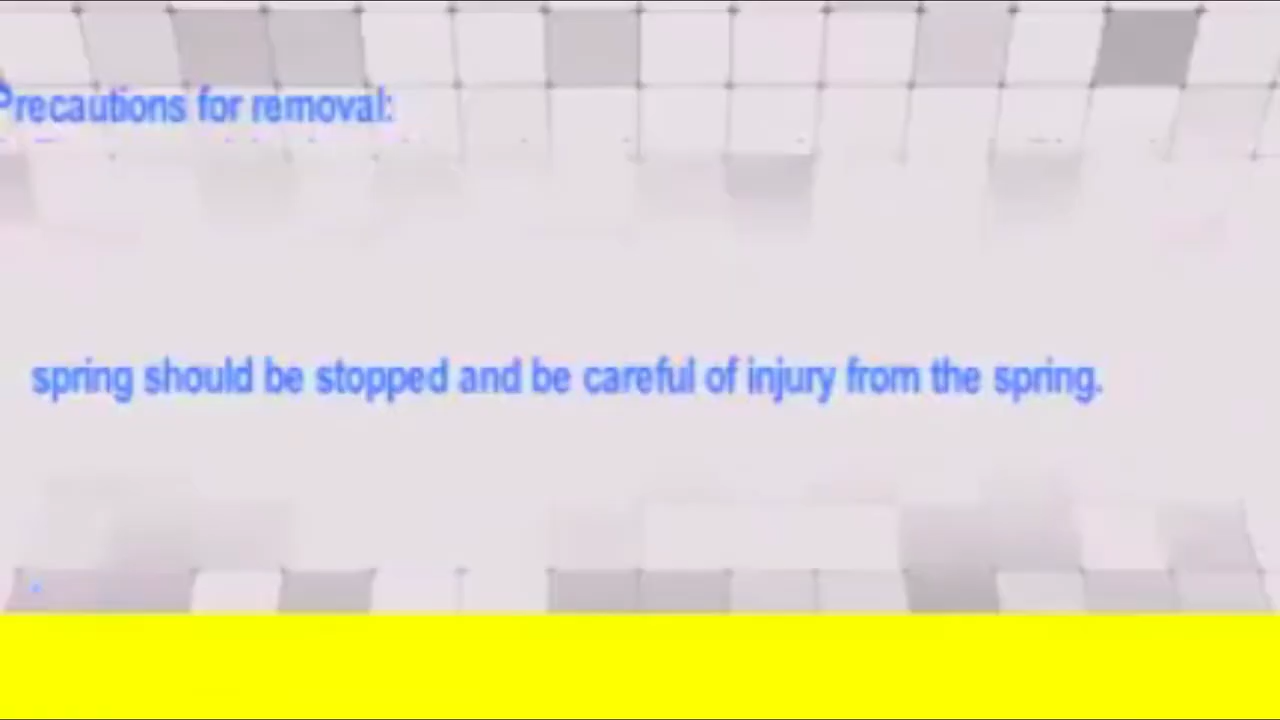 Precautions for removal:
spring should be stopped and be careful of injury from the spring.